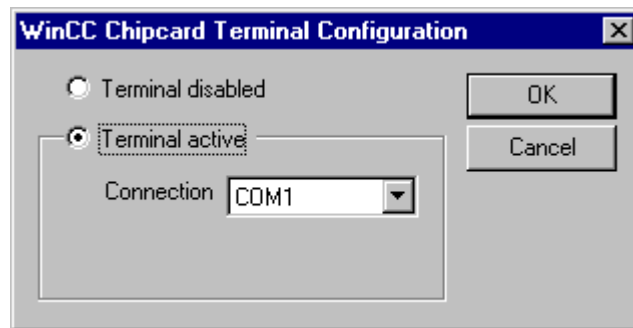 WinCC Chipcard Terminal Configuration
Terminal disabled
OK
Terminal active
Cancel
Connection COM1